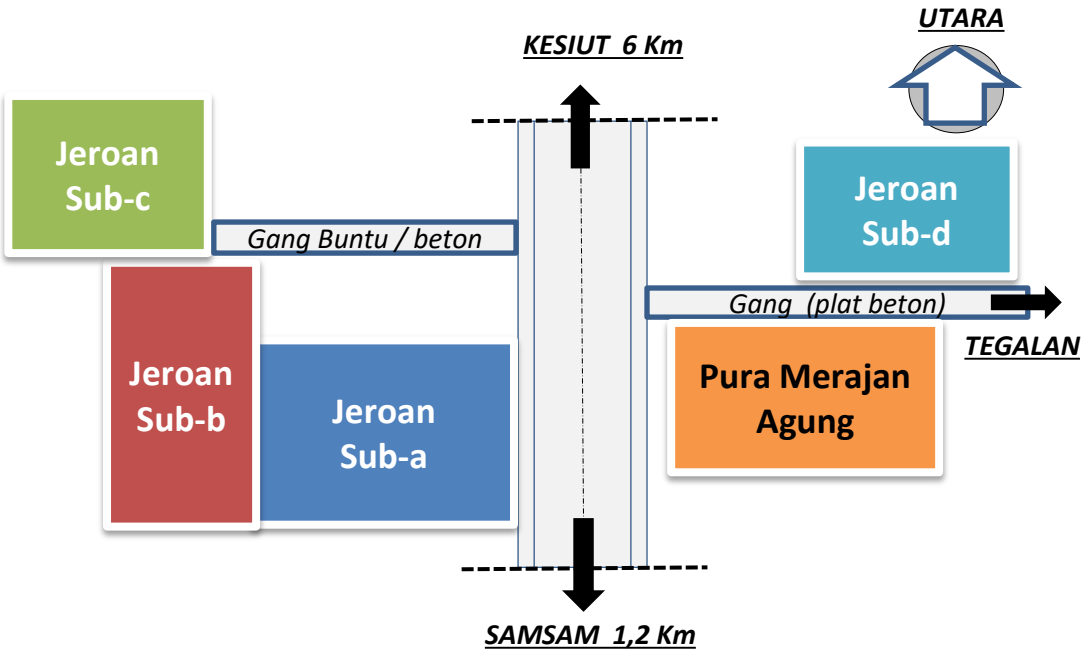 UTARA
KESIUT 6 Km
Jeroan
Sub-c
Jeroan
Sub-d
Gang Buntu / beton
Gang (plat beton)
TEGALAN
Jeroan
Sub-b
Jeroan
Sub-a
Pura Merajan
Agung
SAMSAM 1,2 Km